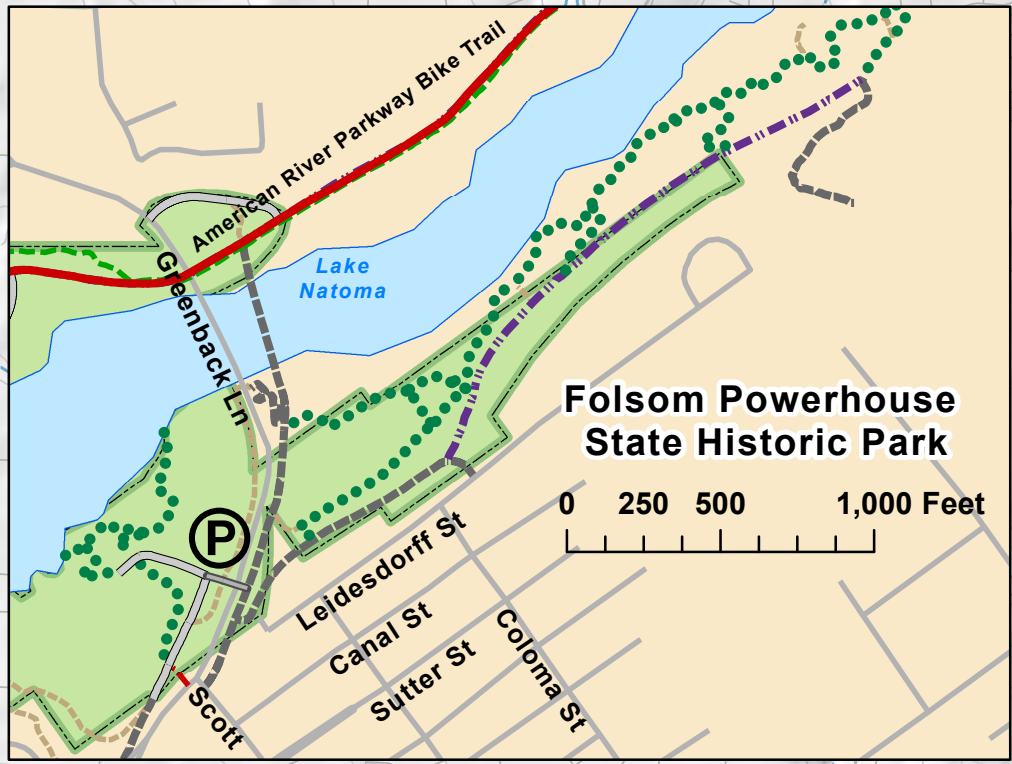 American River Parkway Bike Trail
Greenback Ln
Lake
Natoma
Folsom Powerhouse
State Historic Park
0 250 500 1,000 Feet
P
Leidesdorff St
Canal St
Sutter St
Coloma St
Scott